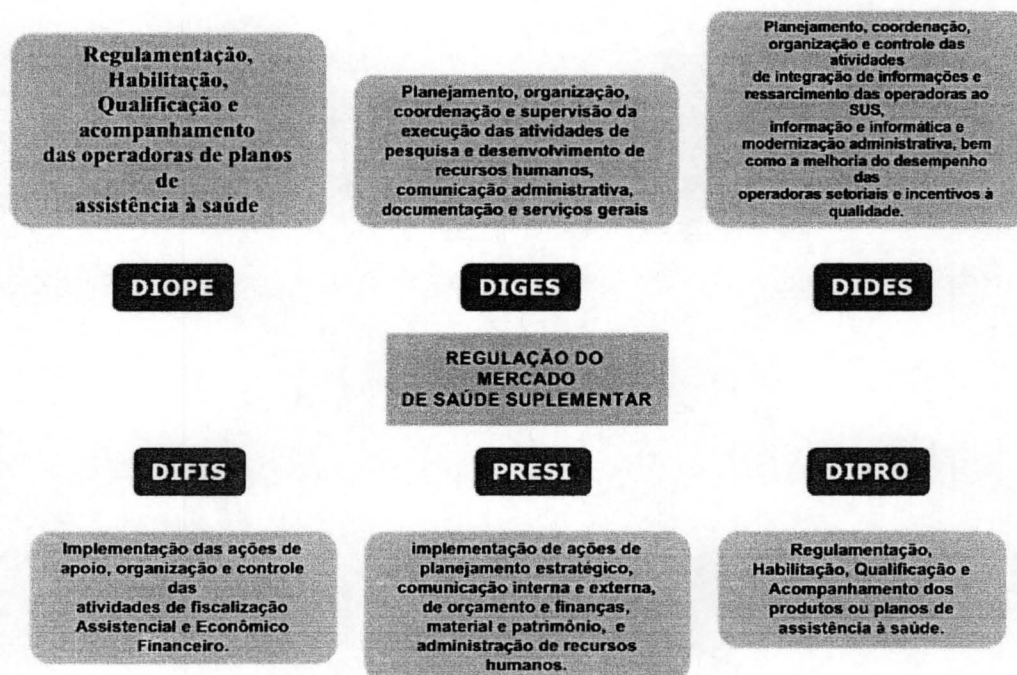 Regulamentação,
Habilitação,
Qualificação e
acompanhamento
das operadoras de planos
de
assistência à saúde
Planejamento, organização,
coordenação e supervisão da
execução das atividades de
pesquisa e desenvolvimento de
recursos humanos,
comunicação administrativa,
documentação e serviços gerais
Planejamento, coordenação,
organização e controle das
atividades
de integração de informações e
ressarcimento das operadoras ao
SUS,
informação e informática e
modernização administrativa, bem
como a melhoria do desempenho
das
operadoras setoriais e incentivos à
qualidade.
DIOPE
DIGES
DIDES
REGULAÇÃO DO
MERCADO
DE SAÚDE SUPLEMENTAR
DIFIS
PRESI
DIPRO
Implementação das ações de
apoio, organização e controle
das
atividades de fiscalização
Assistencial e Econômico
Financeiro.
implementação de ações de
planejamento estratégico,
comunicação interna e externa,
de orçamento e finanças,
material e patrimônio, e
administração de recursos
humanos.
Regulamentação,
Habilitação, Qualificação e
Acompanhamento dos
produtos ou planos de
assistência à saúde.